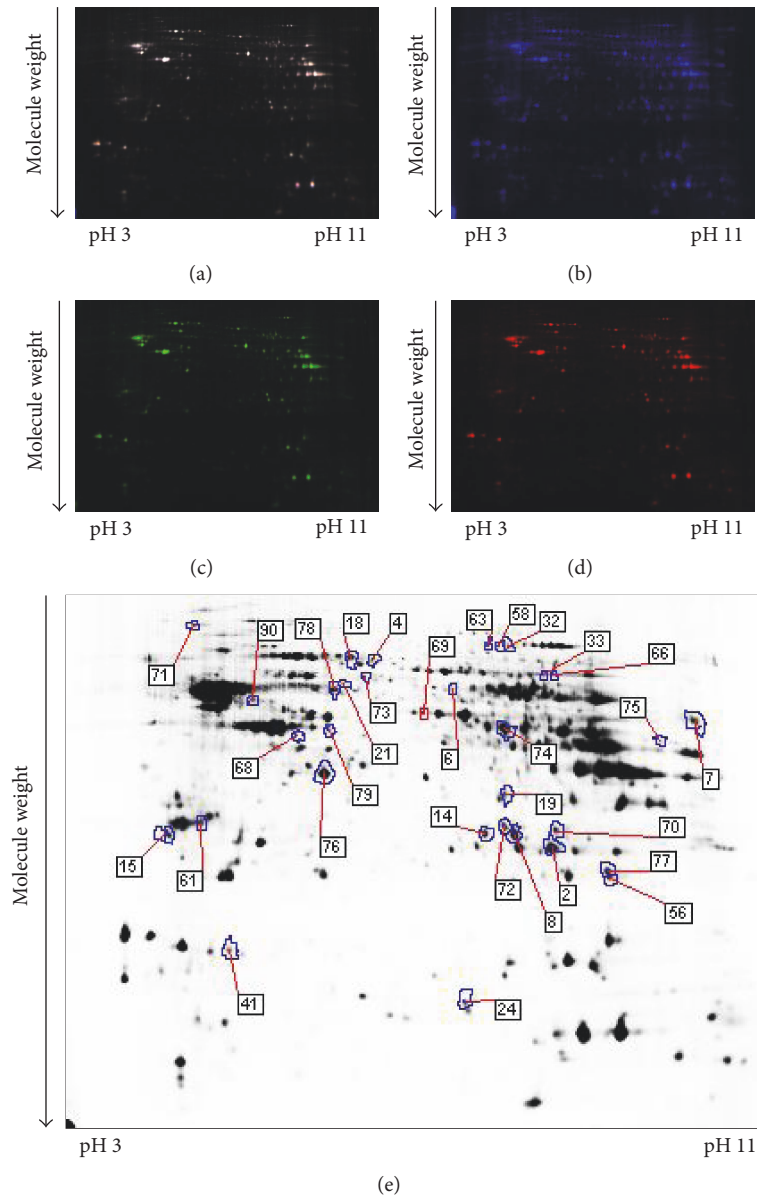 Molecule weight
pH 3
pH 11
(a)
Molecule weight
pH 3
pH 11
(b)
Molecule weight
pH 3
pH 11
(c)
Molecule weight
pH 3
pH 11
(d)
Molecule weight
71
90
78
18
4
69
63
58
32
33
66
73
75
68
21
6
74
7
79
19
76
14
70
15
61
72
8
2
77
56
41
24
pH 3
pH 11
(e)